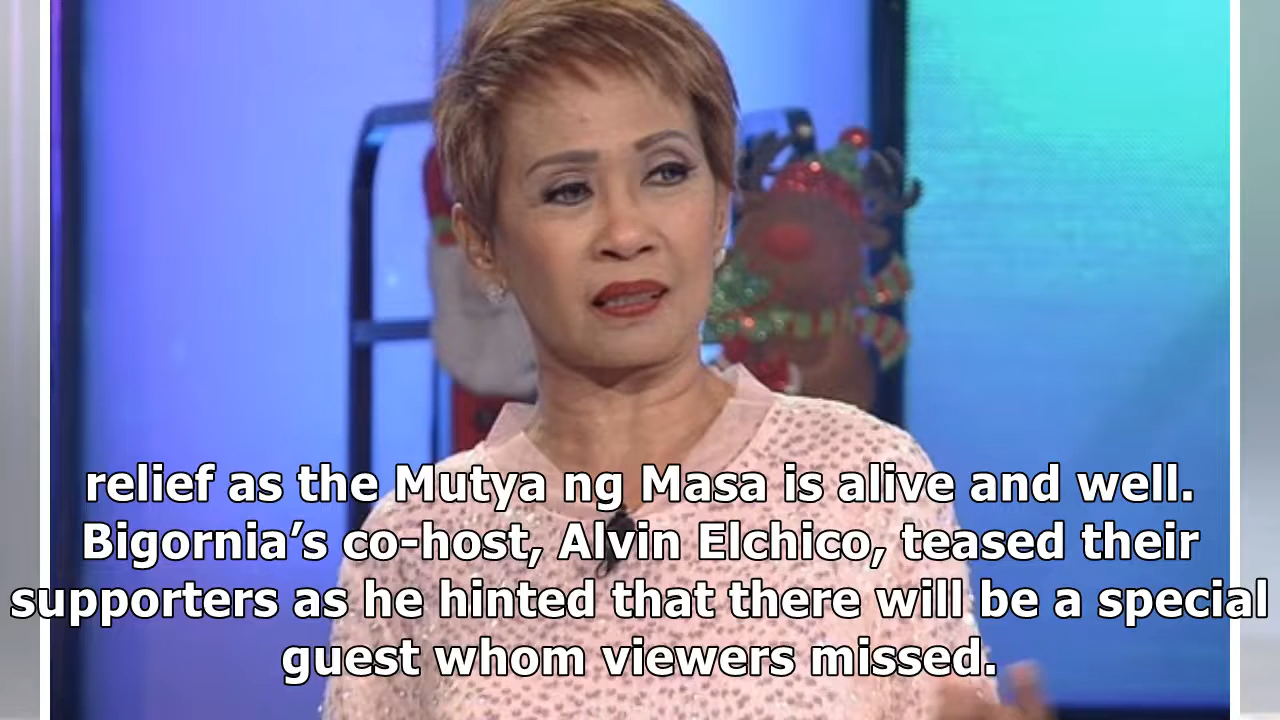 relief as the Mutya ng Masa is alive and well.
Bigornia’s co-host, Alvin Elchico, teased their
supporters as he hinted that there will be a special
guest whom viewers missed.